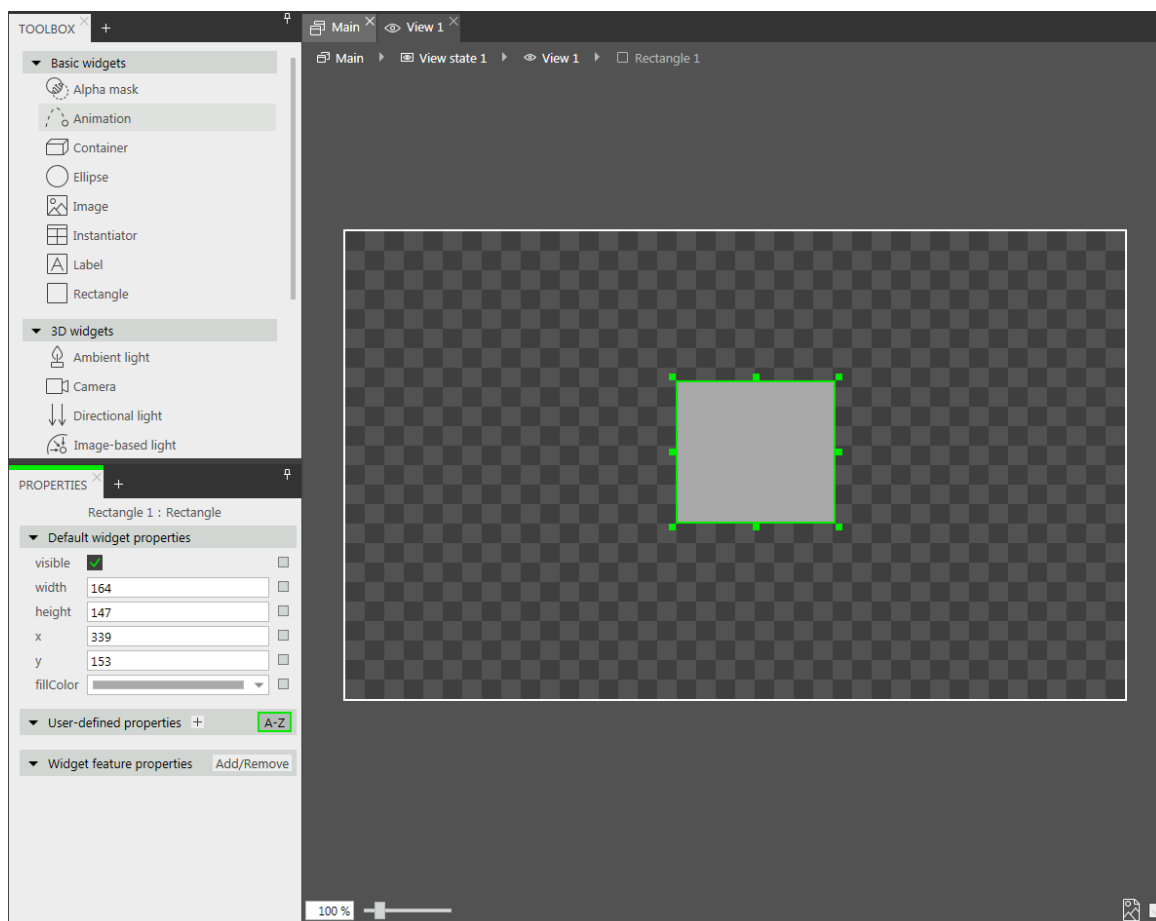 TOOLBOX
Basic widgets
Alpha mask
Animation
Container
Ellipse
Image
Instantiator
Label
Rectangle
3D widgets
Ambient light
Camera
Directional light
Image-based light
PROPERTIES
Rectangle 1 : Rectangle
Default widget properties
visible
width 164
height 147
x 339
y 153
fillColor
User-defined properties + A-Z
Widget feature properties Add/Remove
Main View 1
Main View state 1 View 1 Rectangle 1
100 %